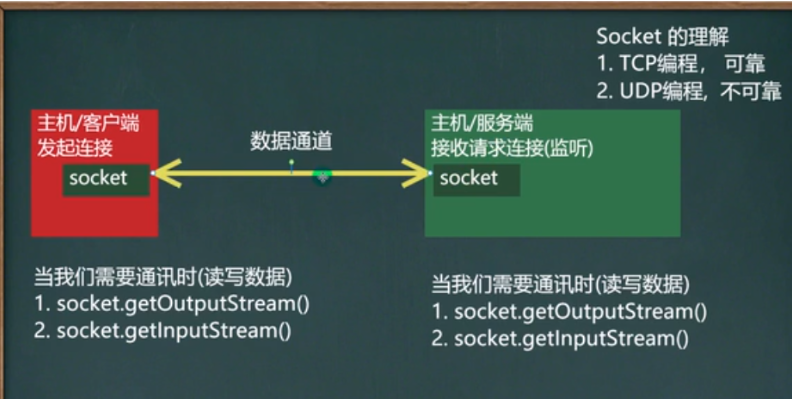 Socket 的理解
1. TCP编程， 可靠
2. UDP编程, 不可靠
主机/客户端
发起连接
socket
数据通道
主机/服务端
接收请求连接(监听)
socket
当我们需要通讯时(读写数据)
1. socket.getOutputStream()
2. socket.getInputStream()
当我们需要通讯时(读写数据)
1. socket.getOutputStream()
2. socket.getInputStream()